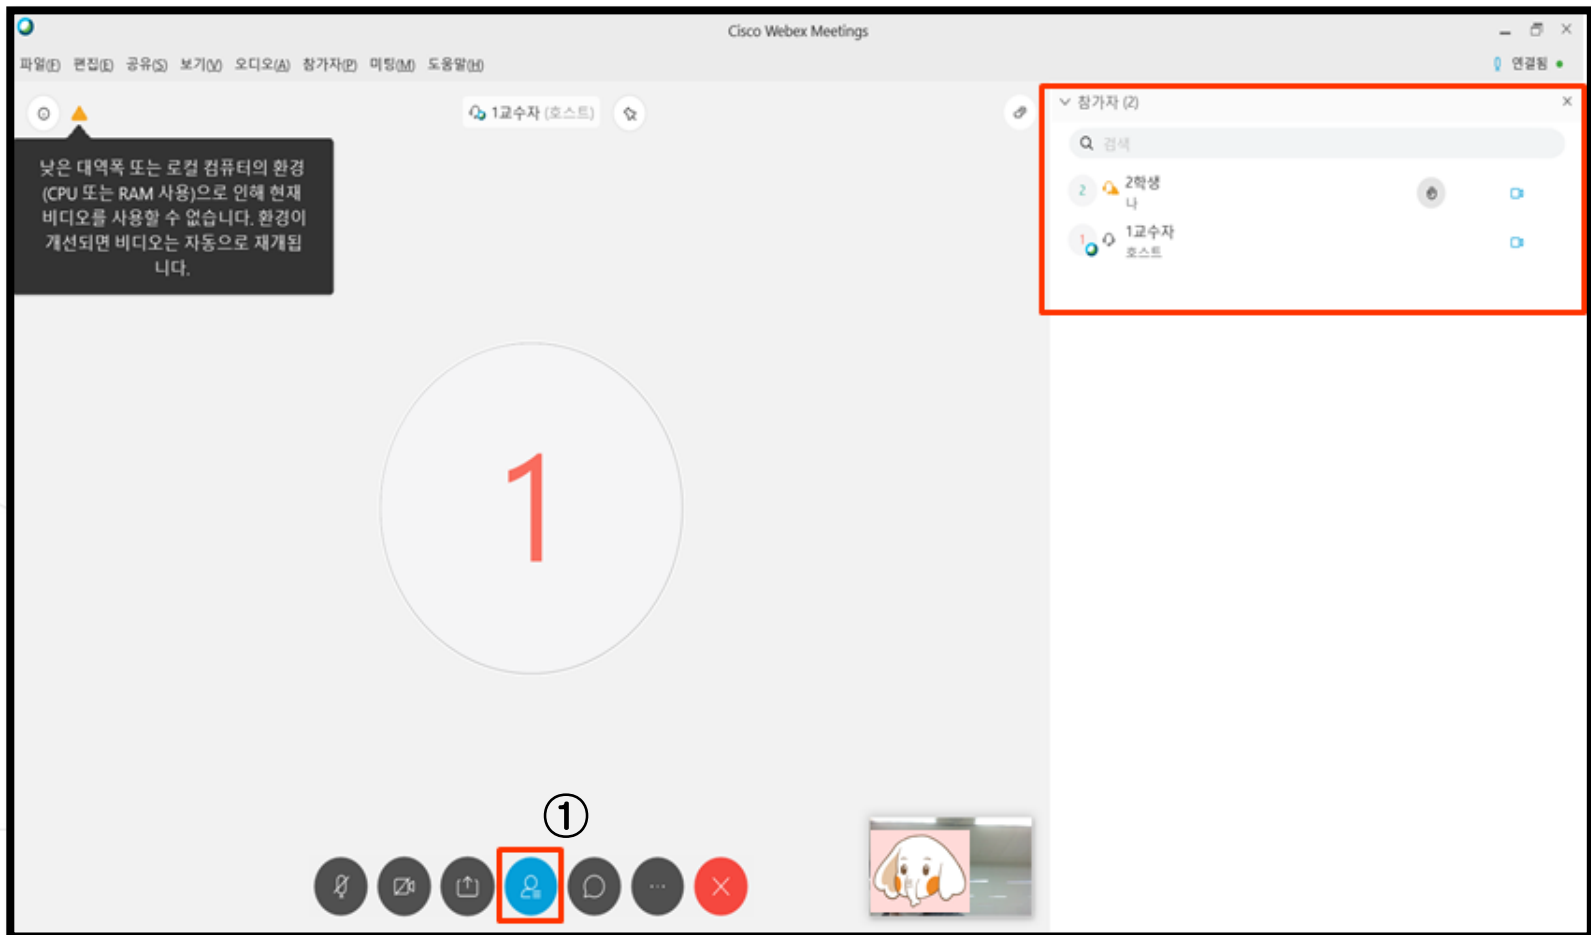 Cisco Webex Meetings
파일(F) 편집(E) 공유(S) 보기(V) 오디오(A) 참가자(P) 미팅(M) 도움말(H)
연결됨
1교수자 (호스트)
낮은 대역폭 또는 로컬 컴퓨터의 환경
(CPU 또는 RAM 사용)으로 인해 현재
비디오를 사용할 수 없습니다. 환경이
개선되면 비디오는 자동으로 재개됩
니다.
참가자 (2)
검색
2 2학생
나
1 1교수자
호스트
1
①